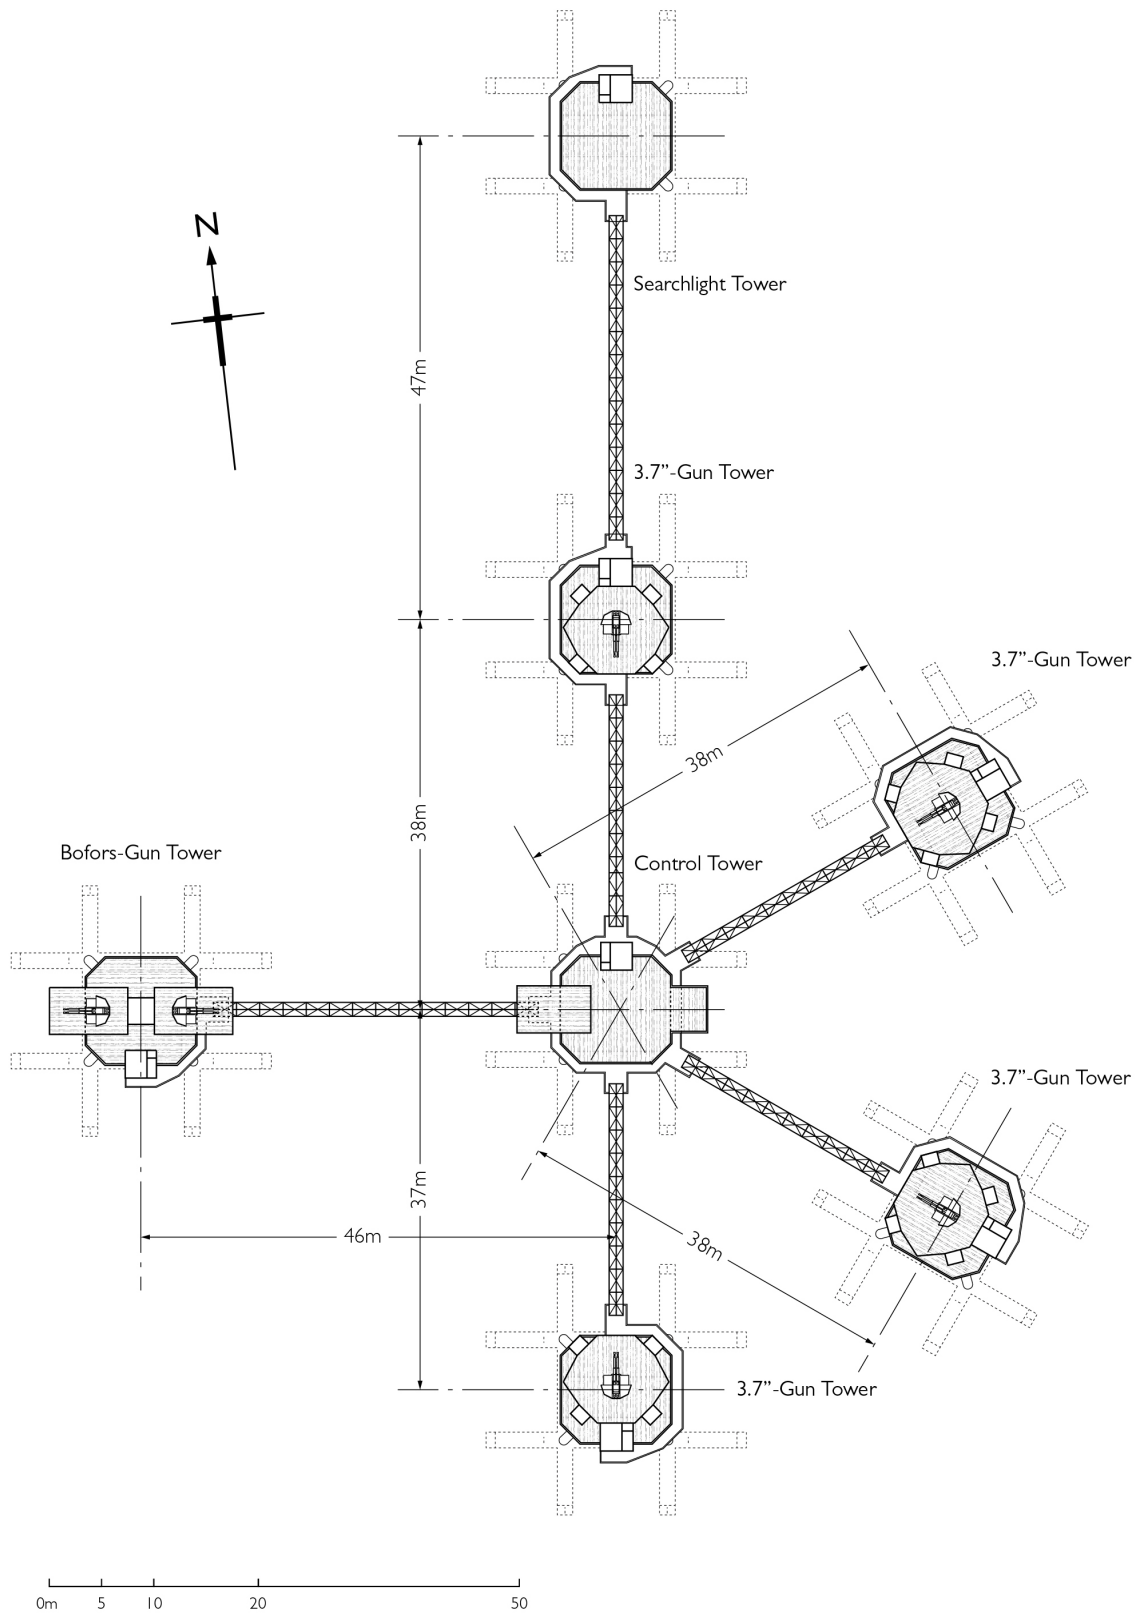 N
Searchlight Tower
47m
3.7”-Gun Tower
3.7”-Gun Tower
38m
38m
Bofors-Gun Tower
Control Tower
3.7”-Gun Tower
37m
46m
38m
3.7”-Gun Tower
0m 5 10 20 50